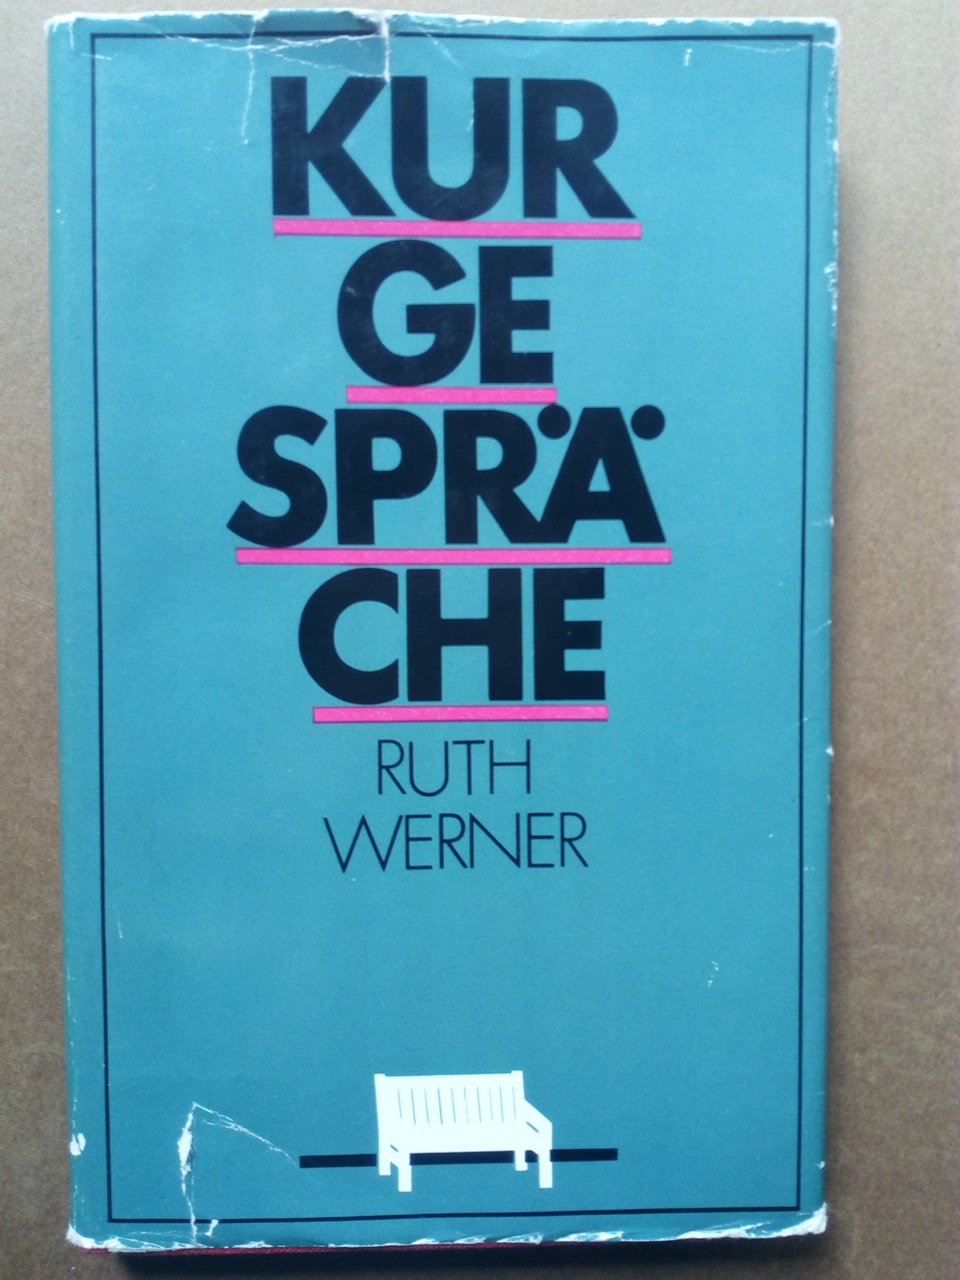 KUR
GE
SPRÄ
CHE
RUTH
WERNER